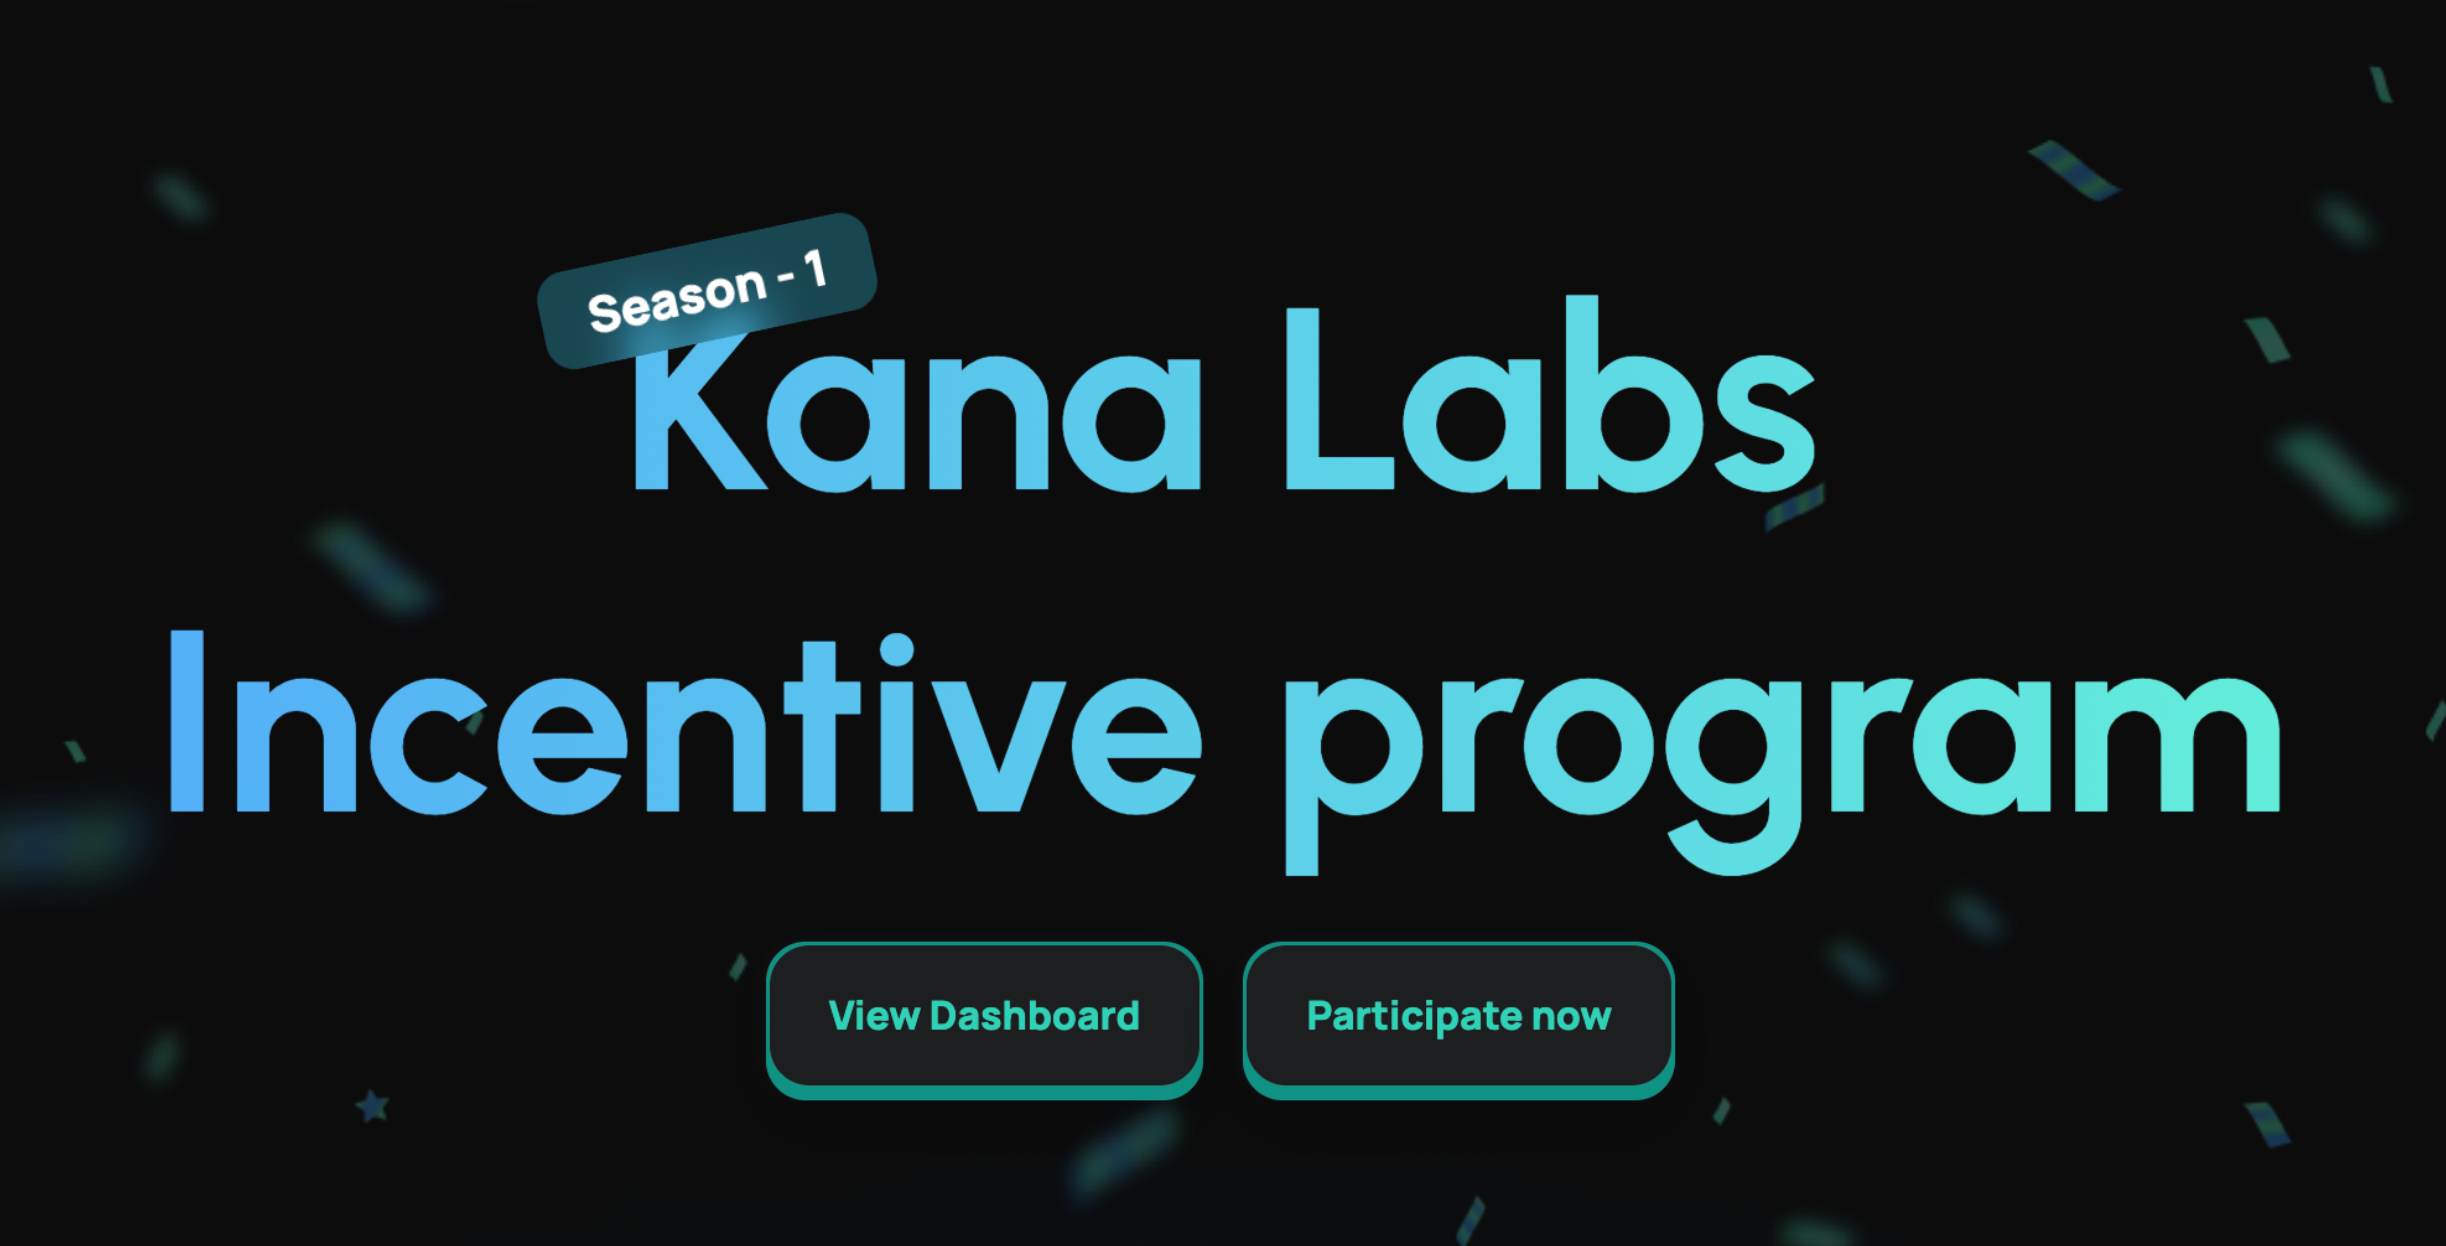 Season - 1
Kana Labs
Incentive program
View Dashboard
Participate now